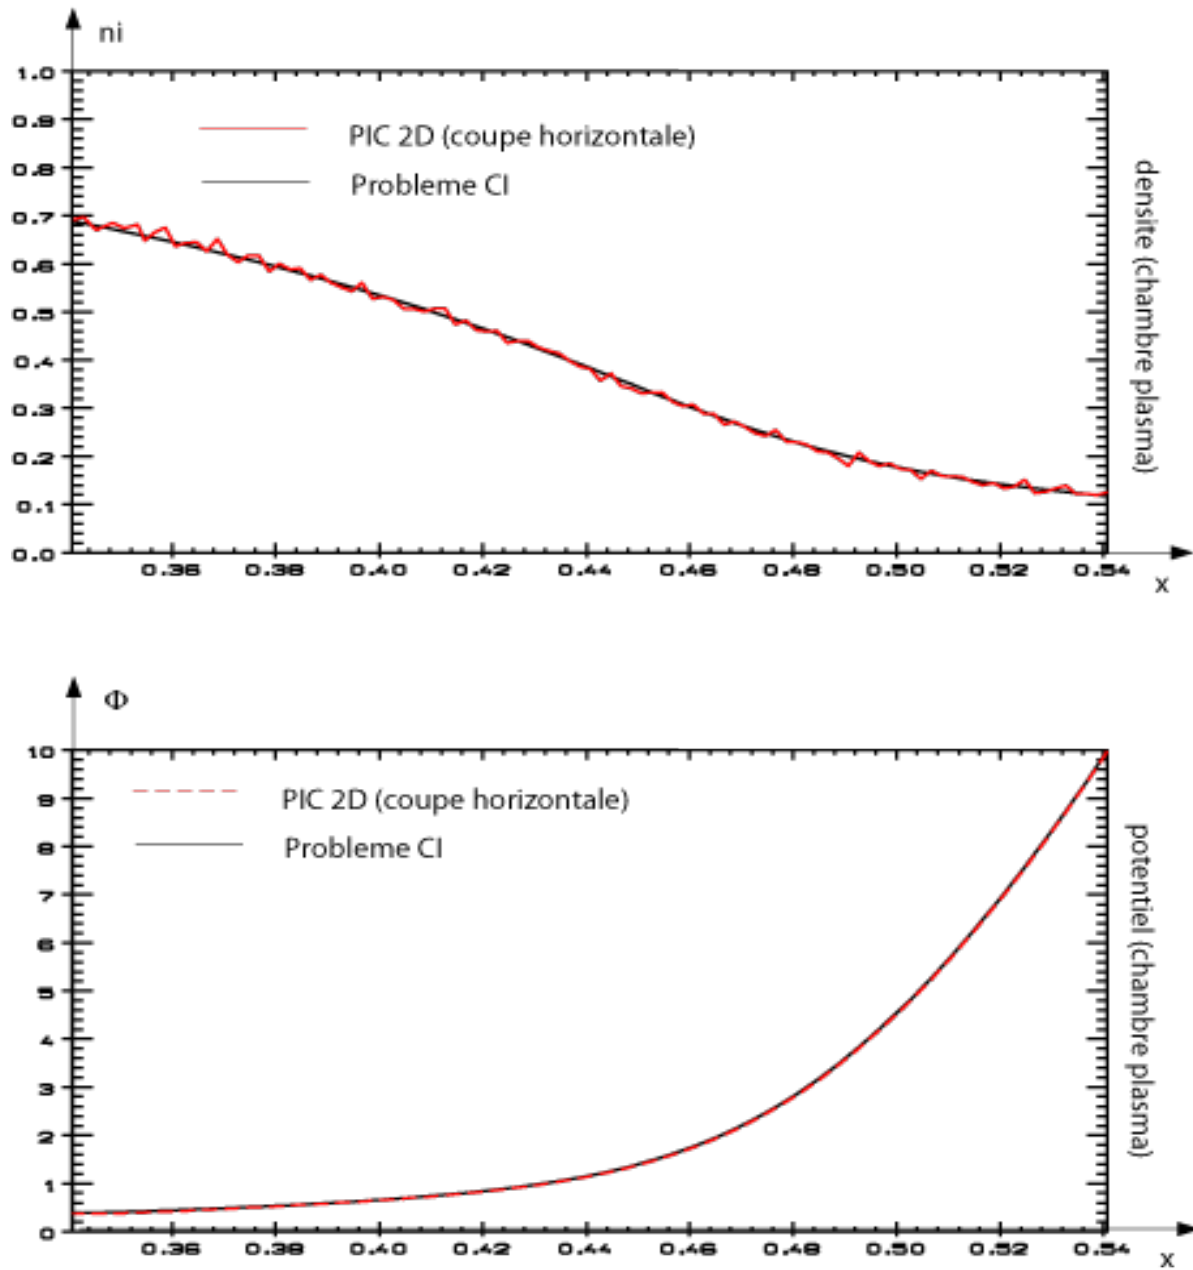 ni
1.0
0.9
0.8
0.7
0.6
0.5
0.4
0.3
0.2
0.1
0.0
PIC 2D (coupe horizontale)
Probleme CI
densite (chambre plasma)
0.36 0.38 0.40 0.42 0.44 0.46 0.48 0.50 0.52 0.54
x
Φ
10
9
8
7
6
5
4
3
2
1
0
PIC 2D (coupe horizontale)
Probleme CI
potentiel (chambre plasma)
0.36 0.38 0.40 0.42 0.44 0.46 0.48 0.50 0.52 0.54
x